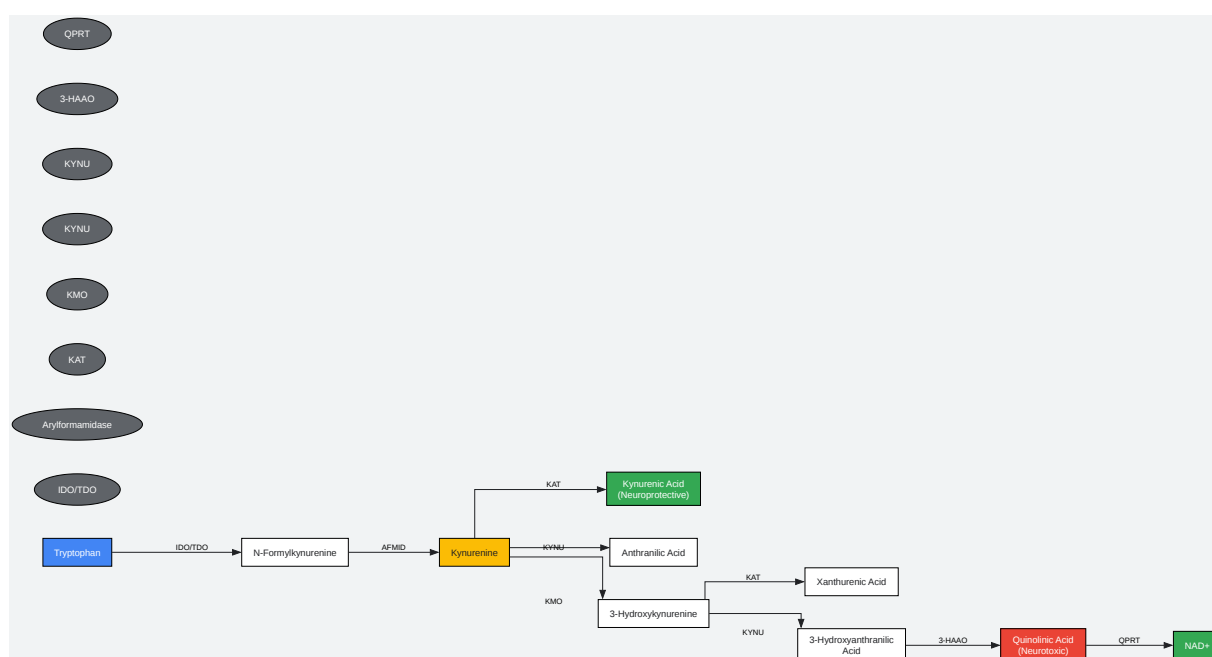 QPRT
3-HAAO
KYNU
KYNU
KMO
KAT
Arylformamidase
IDO/TDO
KAT
Kynurenic Acid
(Neuroprotective)
Tryptophan
IDO/TDO
N-Formylkynurenine
AFMID
Kynurenine
KYNU
Anthranilic Acid
KMO
3-Hydroxykynurenine
KAT
Xanthurenic Acid
KYNU
3-Hydroxyanthranilic
Acid
3-HAAO
Quinolinic Acid
(Neurotoxic)
QPRT
NAD+